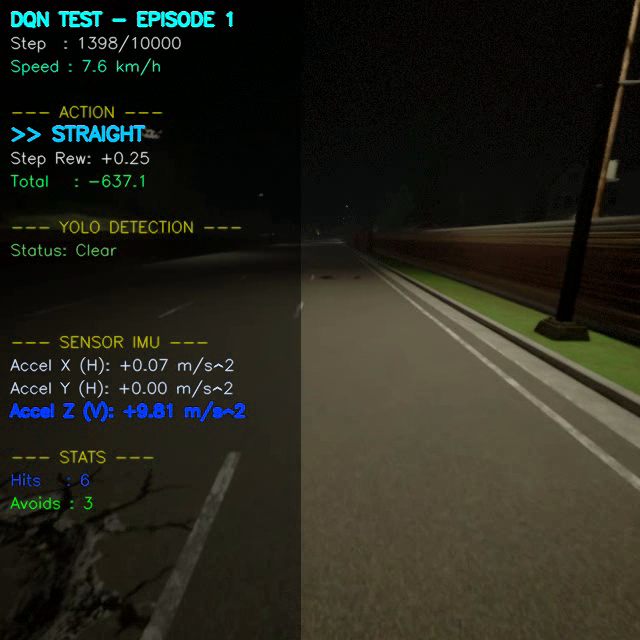 DQN TEST - EPISODE 1
Step : 1398/10000
Speed : 7.6 km/h
--- ACTION ---
>> STRAIGHT
Step Rew: +0.25
Total : -637.1
--- YOLO DETECTION ---
Status: Clear
--- SENSOR IMU ---
Accel X (H): +0.07 m/s^2
Accel Y (H): +0.00 m/s^2
Accel Z (V): +9.81 m/s^2
--- STATS ---
Hits : 6
Avoids : 3